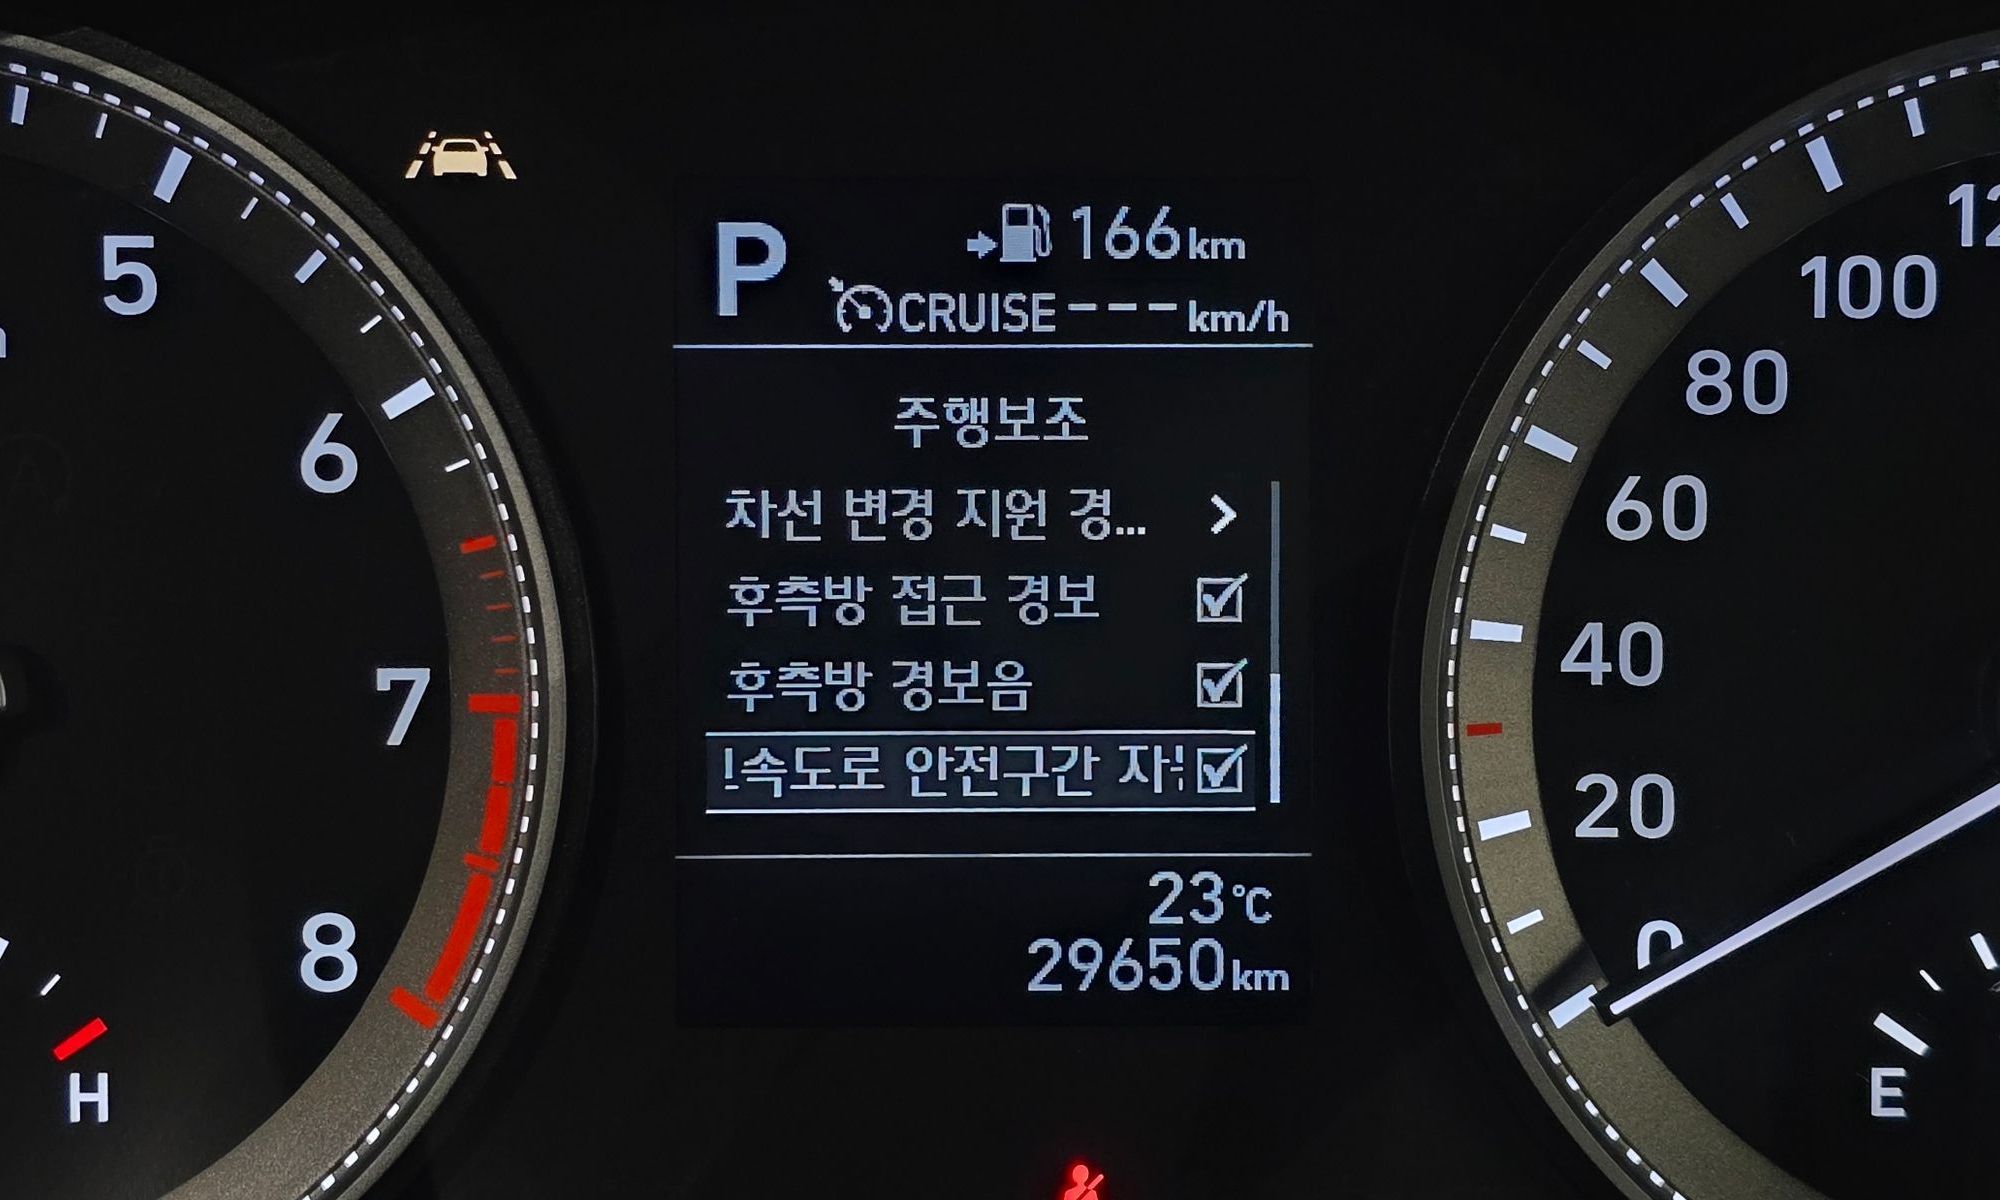 5
6
7
8
H
P
166km
CRUISE---km/h
주행보조
차선 변경 지원 경...
후측방 접근 경보
후측방 경보음
속도로 안전구간
23℃
29650km
100
80
60
40
20
0
E